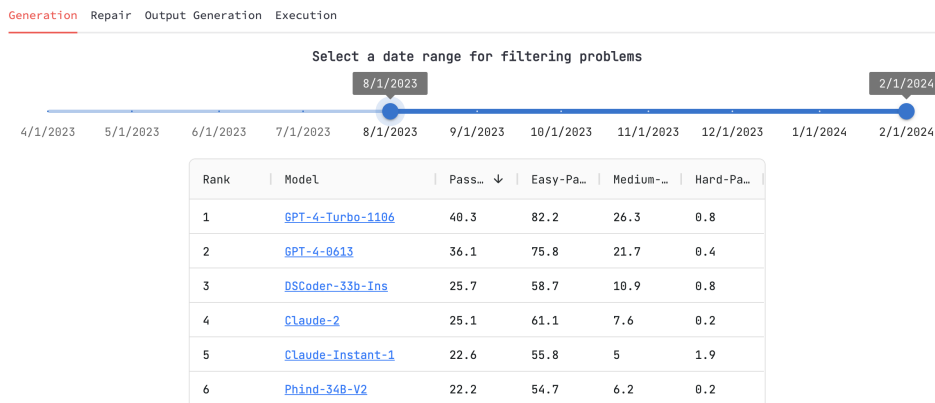 Generation Repair Output Generation Execution
Select a date range for filtering problems
8/1/2023 2/1/2024
4/1/2023 5/1/2023 6/1/2023 7/1/2023 8/1/2023 9/1/2023 10/1/2023 11/1/2023 12/1/2023 1/1/2024 2/1/2024
Rank Model Pass… ↓ Easy-Pa… Medium-… Hard-Pa…
1 GPT-4-Turbo-1106 40.3 82.2 26.3 0.8
2 GPT-4-0613 36.1 75.8 21.7 0.4
3 DSCoder-33b-Ins 25.7 58.7 10.9 0.8
4 Claude-2 25.1 61.1 7.6 0.2
5 Claude-Instant-1 22.6 55.8 5 1.9
6 Phind-34B-V2 22.2 54.7 6.2 0.2